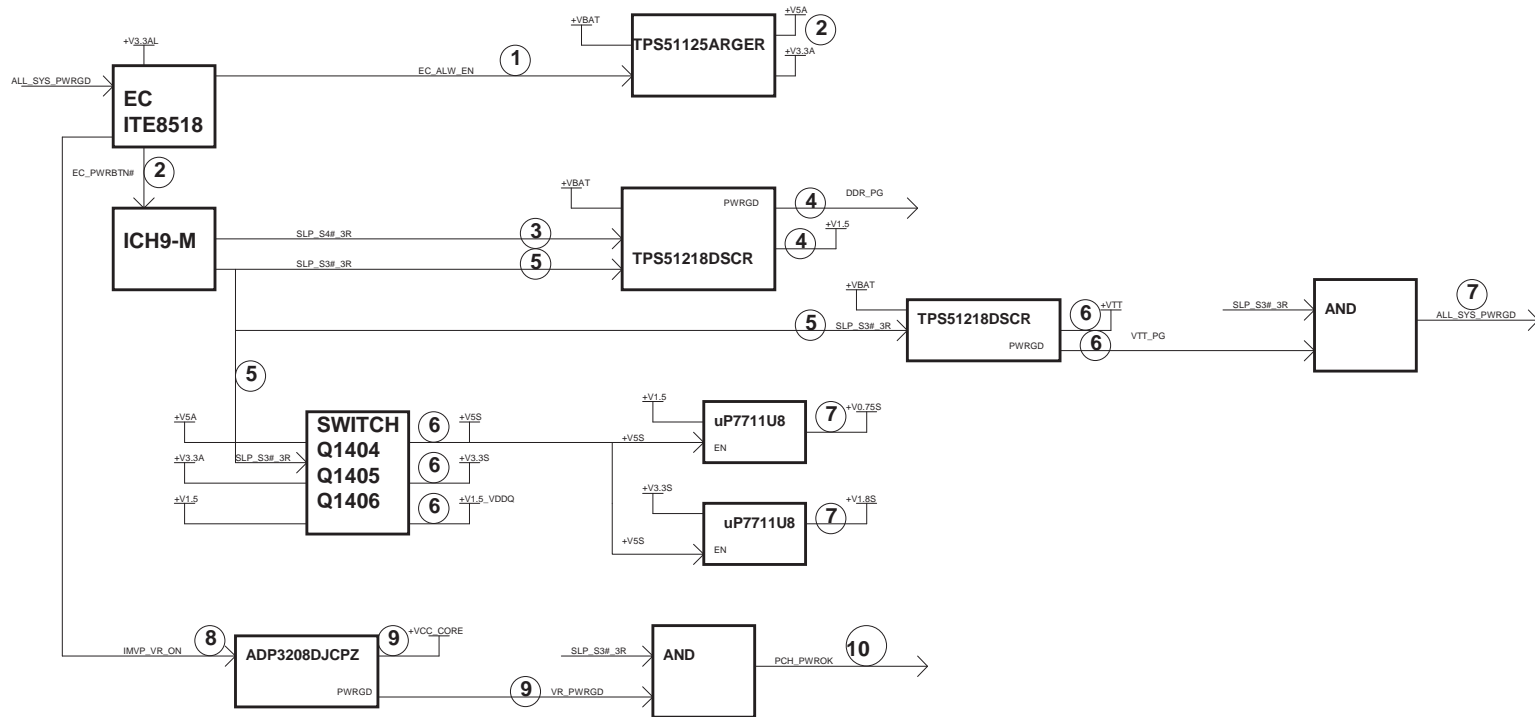 +VBAT
+V5A
2
TPS51125ARGER
+V3.3AL
+V3.3A
1
EC_ALW_EN
ALL_SYS_PWRGD
EC
ITE8518
EC_PWRBTN#
2
+VBAT
PWRGD
4
DDR_PG
ICH9-M
SLP_S4#_3R
3
+V1.5
4
TPS51218DSCR
SLP_S3#_3R
5
+VBAT
SLP_S3#_3R
AND
7
ALL_SYS_PWRGD
5
SLP_S3#_3R
TPS51218DSCR
6
+VTT
PWRGD
6
VTT_PG
5
+V5A
SWITCH
Q1404
Q1405
Q1406
6
+V5S
+V1.5
uP7711U8
7
+V0.75S
+V5S
EN
SLP_S3#_3R
+V3.3A
6
+V3.3S
+V3.3S
+V1.5
6
+V1.5_VDDQ
uP7711U8
7
+V1.8S
+V5S
EN
IMVP_VR_ON
8
ADP3208DJCPZ
9
+VCC_CORE
SLP_S3#_3R
AND
10
PCH_PWROK
PWRGD
9
VR_PWRGD